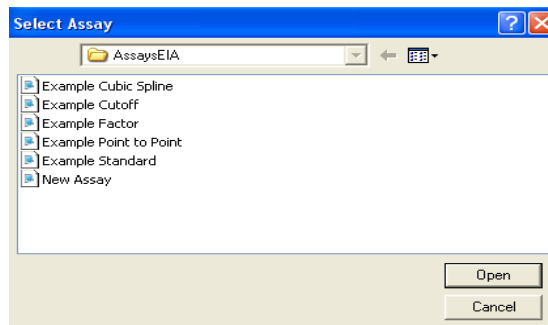 Select Assay
AssaysEIA
Example Cubic Spline
Example Cutoff
Example Factor
Example Point to Point
Example Standard
New Assay
Open
Cancel